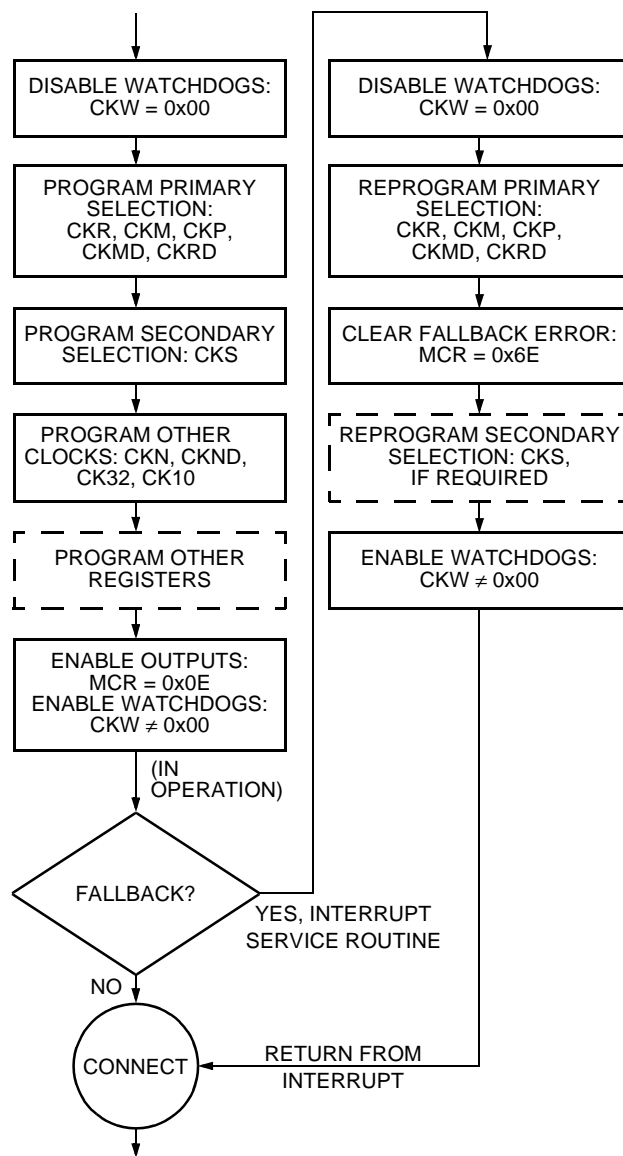 DISABLE WATCHDOGS:
CKW = 0x00
PROGRAM PRIMARY
SELECTION:
CKR, CKM, CKP,
CKMD, CKRD
PROGRAM SECONDARY
SELECTION: CKS
PROGRAM OTHER
CLOCKS: CKN, CKND,
CK32, CK10
PROGRAM OTHER
REGISTERS
ENABLE OUTPUTS:
MCR = 0x0E
ENABLE WATCHDOGS:
CKW ≠ 0x00
(IN
OPERATION)
FALLBACK?
YES, INTERRUPT
SERVICE ROUTINE
NO
CONNECT
DISABLE WATCHDOGS:
CKW = 0x00
REPROGRAM PRIMARY
SELECTION:
CKR, CKM, CKP,
CKMD, CKRD
CLEAR FALLBACK ERROR:
MCR = 0x6E
REPROGRAM SECONDARY
SELECTION: CKS,
IF REQUIRED
ENABLE WATCHDOGS:
CKW ≠ 0x00
RETURN FROM
INTERRUPT